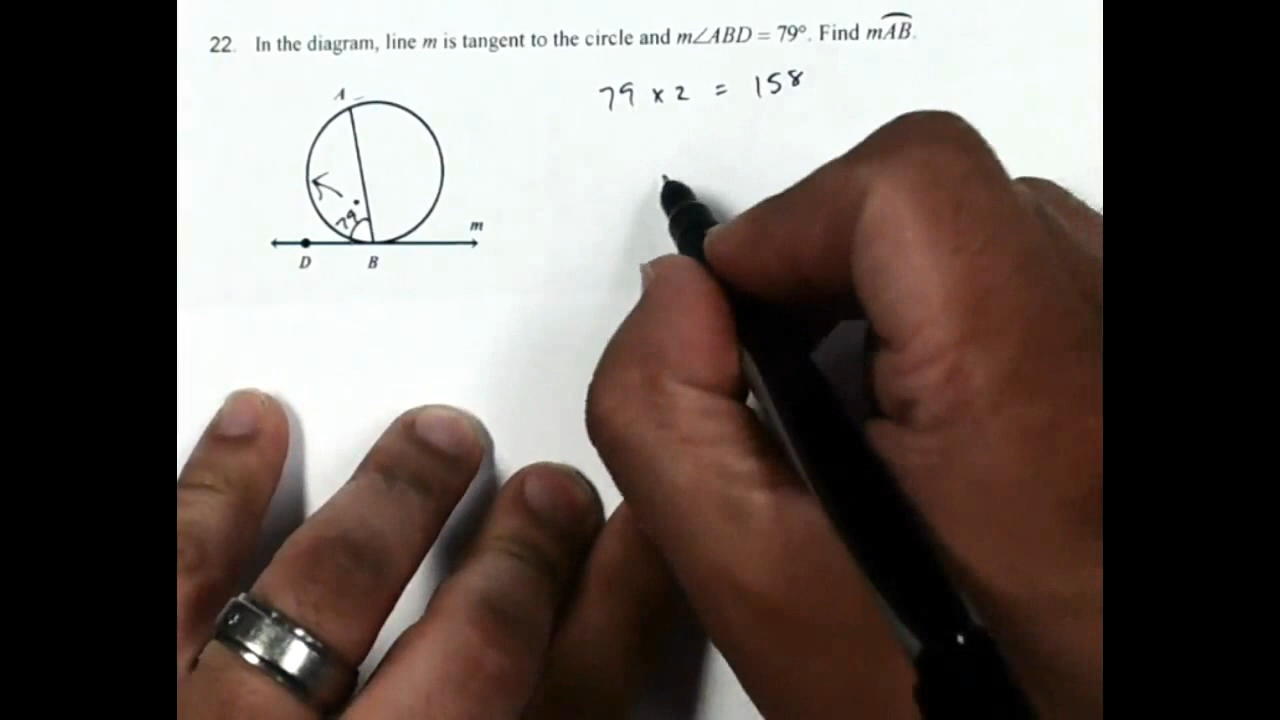 22. In the diagram, line m is tangent to the circle and m∠ABD = 79°. Find mAB.
79 x 2 = 158
A
79°
m
D B